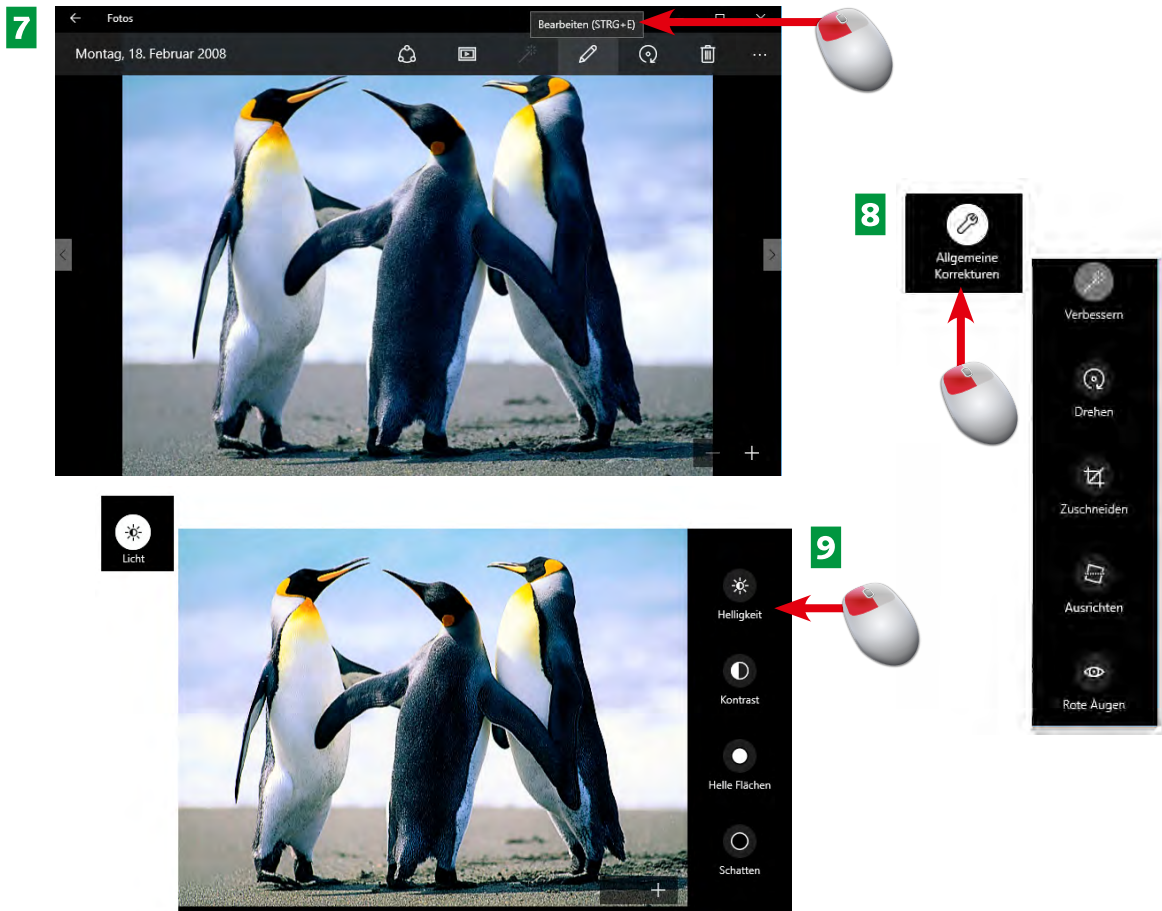 7
Fotos
Bearbeiten (STRG+E)
Montag, 18. Februar 2008
8
Allgemeine
Korrekturen
Verbessern
Drehen
Zuschneiden
Ausrichten
Rote Augen
Licht
9
Helligkeit
Kontrast
Helle Flächen
Schatten